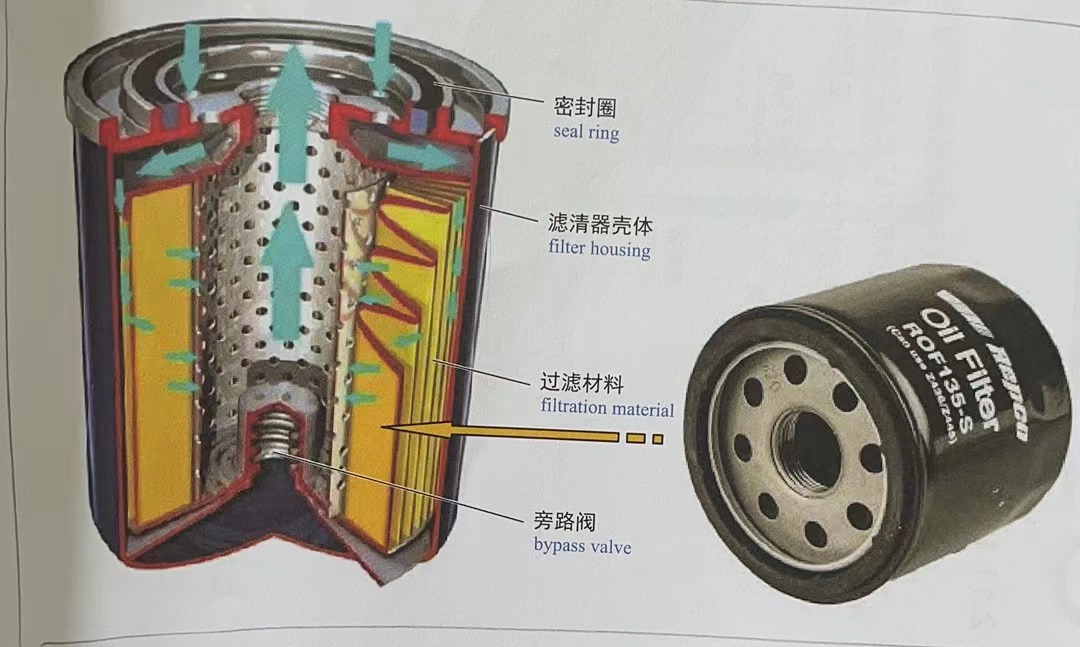 密封圈
seal ring
滤清器壳体
filter housing
过滤材料
filtration material
旁路阀
bypass valve
Oil Filter
ROF135-S